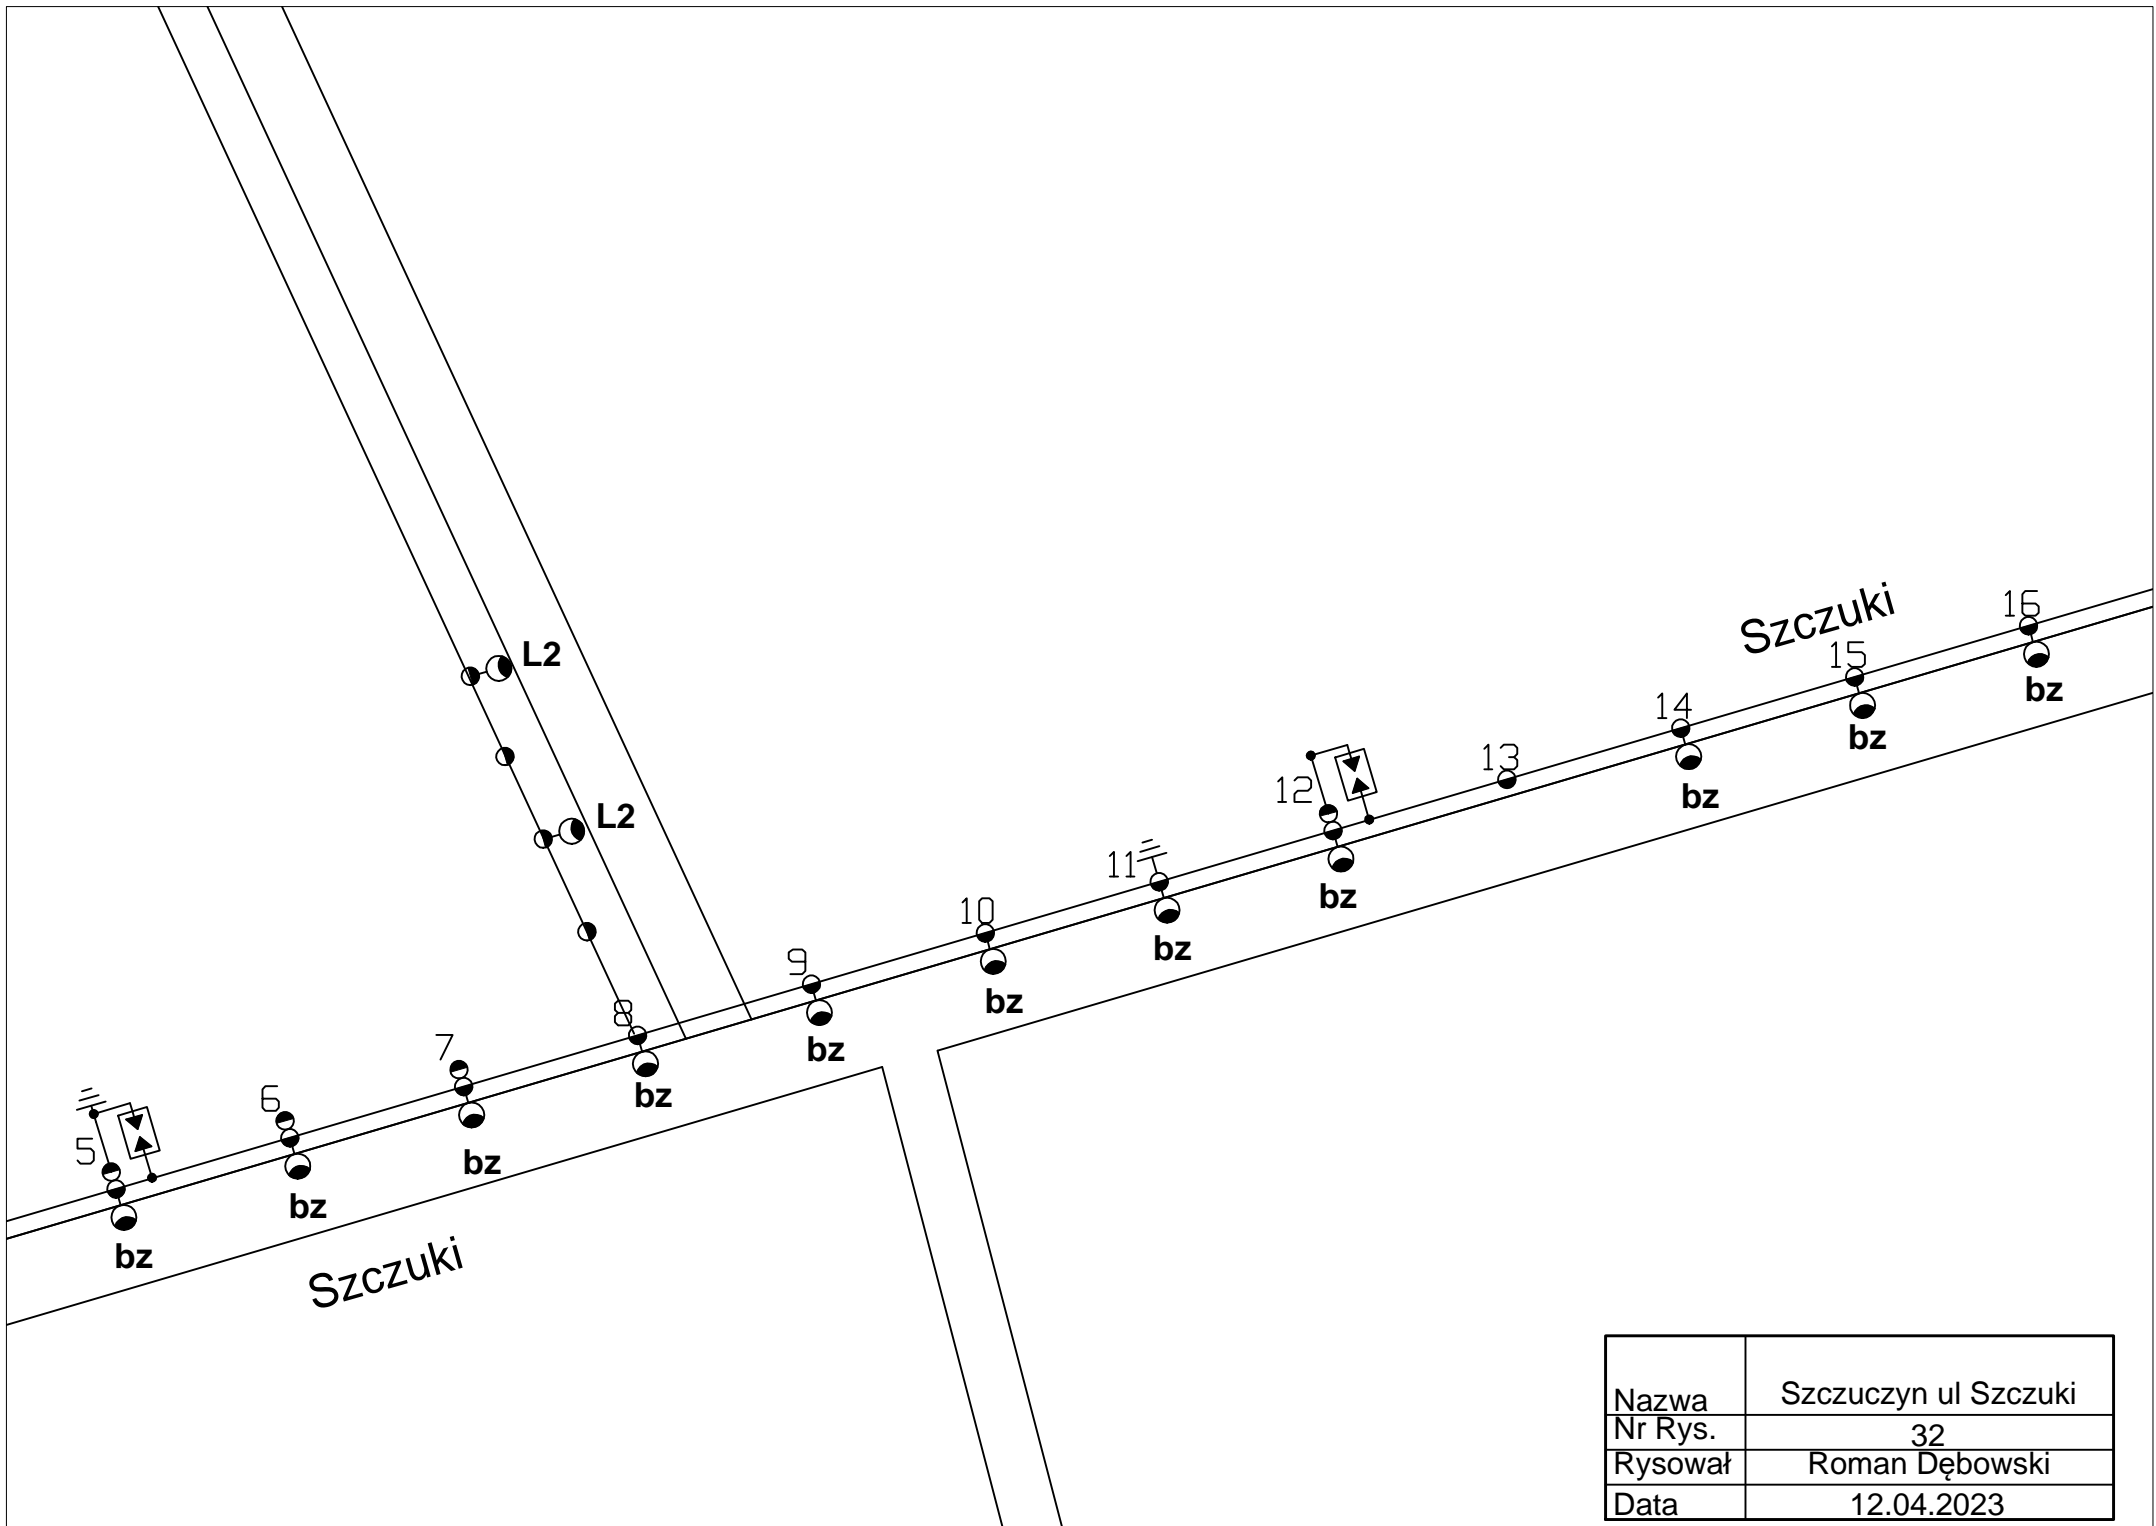 Szczuki
16
15
bz
L2
14
bz
13
12
bz
L2
11
bz
10
bz
9
bz
8
7
bz
6
bz
5
bz
bz
bz
Szczuki
Nazwa Szczuczyn ul Szczuki
Nr Rys. 32
Rysował Roman Dębowski
Data 12.04.2023